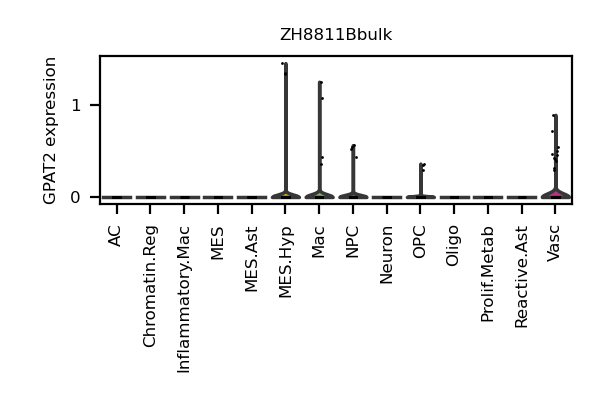 ZH8811Bbulk
GPAT2 expression
1
0
AC
Chromatin.Reg
Inflammatory.Mac
MES
MES.Ast
MES.Hyp
Mac
NPC
Neuron
OPC
Oligo
Prolif.Metab
Reactive.Ast
Vasc